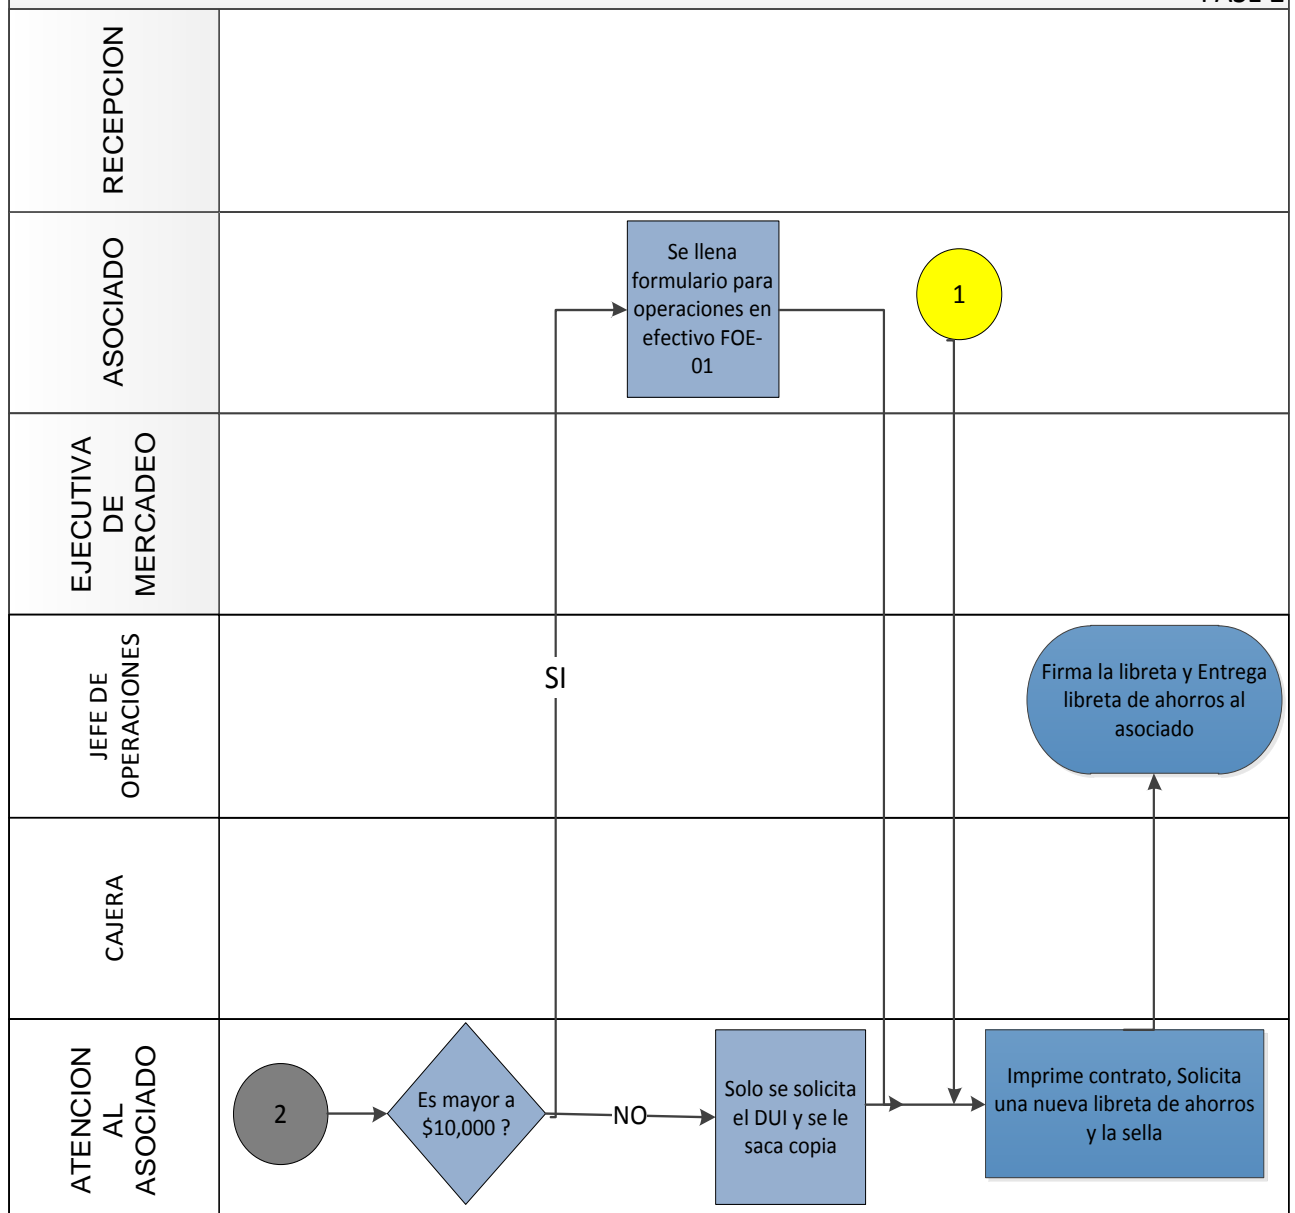 RECEPCION
ASOCIADO
Se llena
formulario para
operaciones en
efectivo FOE-
01
1
EJECUTIVA
DE
MERCADEO
JEFE DE
OPERACIONES
SI
Firma la libreta y Entrega
libreta de ahorros al
asociado
CAJERA
ATENCION
AL
ASOCIADO
2
Es mayor a
$10,000 ?
NO
Solo se solicita
el DUI y se le
saca copia
Imprime contrato, Solicita
una nueva libreta de ahorros
y la sella